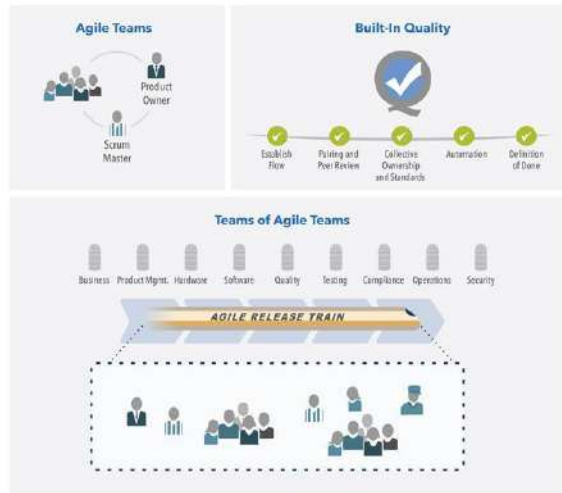 Agile Teams
Product
Owner
Scrum
Master
Built-In Quality
Establish
Flow
Pairing and
Peer Review
Collective
Ownership
and Standards
Automation
Definition
of Done
Teams of Agile Teams
Business Product Mgmt. Hardware Software Quality Testing Compliance Operations Security
AGILE RELEASE TRAIN